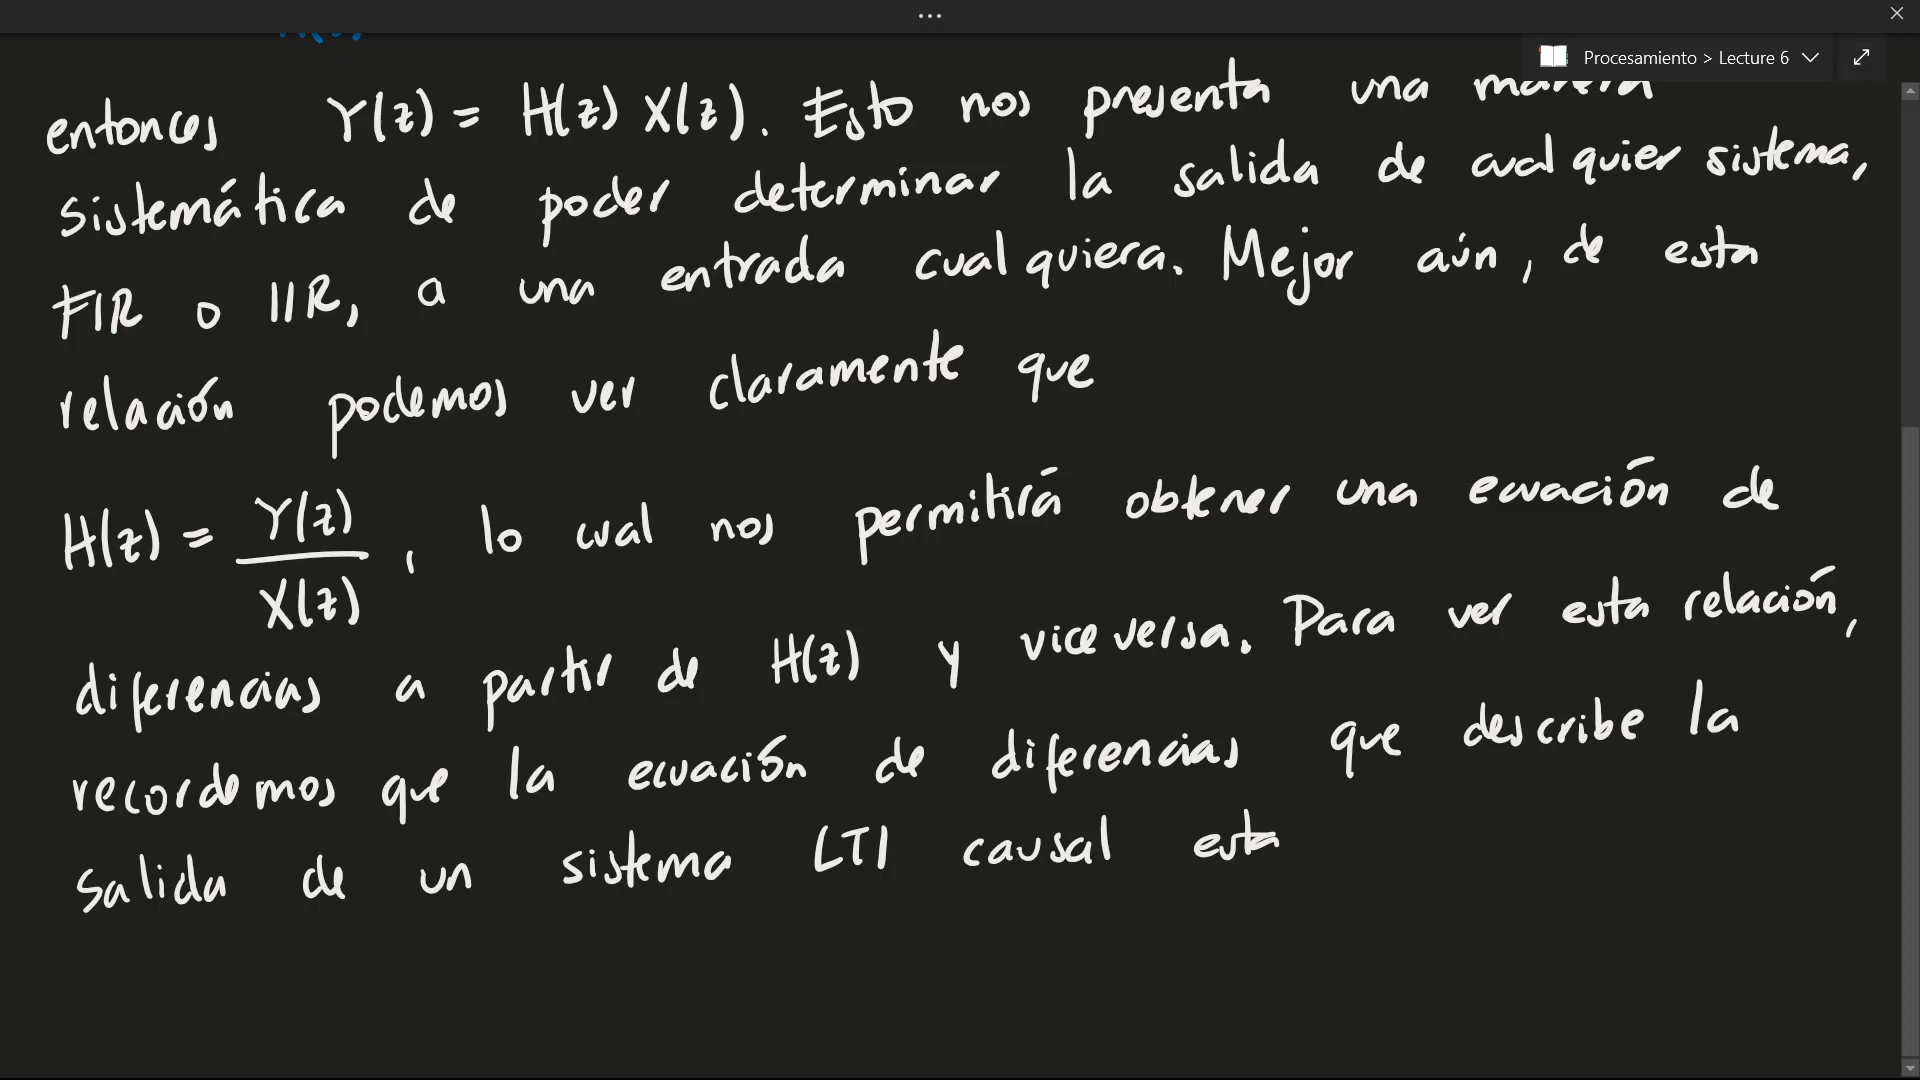 ...
Procesamiento > Lecture 6
entonces Y(z) = H(z) X(z). Esto nos presenta una manera
sistemática de poder determinar la salida de cualquier sistema,
FIR o IIR, a una entrada cualquiera. Mejor aún, de esta
relación podemos ver claramente que
H(z) = Y(z) / X(z), lo cual nos permitirá obtener una ecuación de
diferencias a partir de H(z) y viceversa. Para ver esta relación,
recordemos que la ecuación de diferencias que describe la
salida de un sistema LTI causal esta